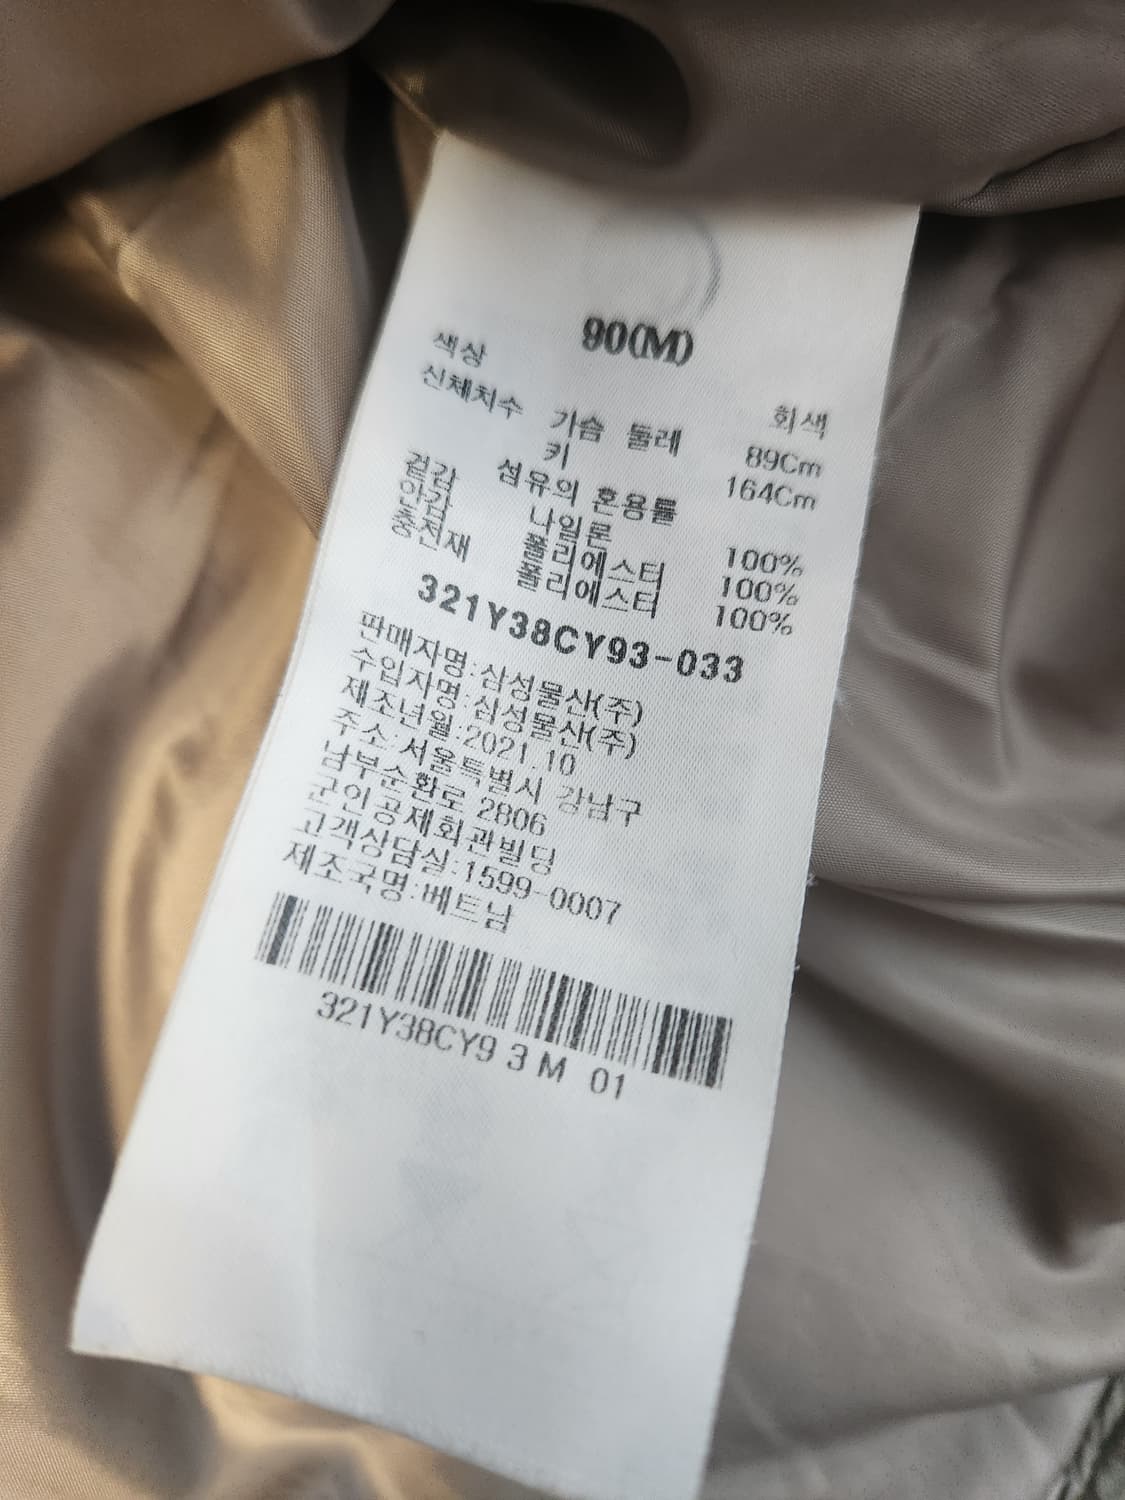 90(M)
색상 회색
신체치수 가슴 둘레 89Cm
키 164Cm
섬유의 혼용률
겉감 나일론 100%
안감 폴리에스터 100%
충전재 폴리에스터 100%
321Y38CY93-033
판매자명:삼성물산(주)
수입자명:삼성물산(주)
제조년월:2021.10
주소:서울특별시 강남구
남부순환로 2806
군인공제회관빌딩
고객상담실:1599-0007
제조국명:베트남
321Y38CY9 3 M 01